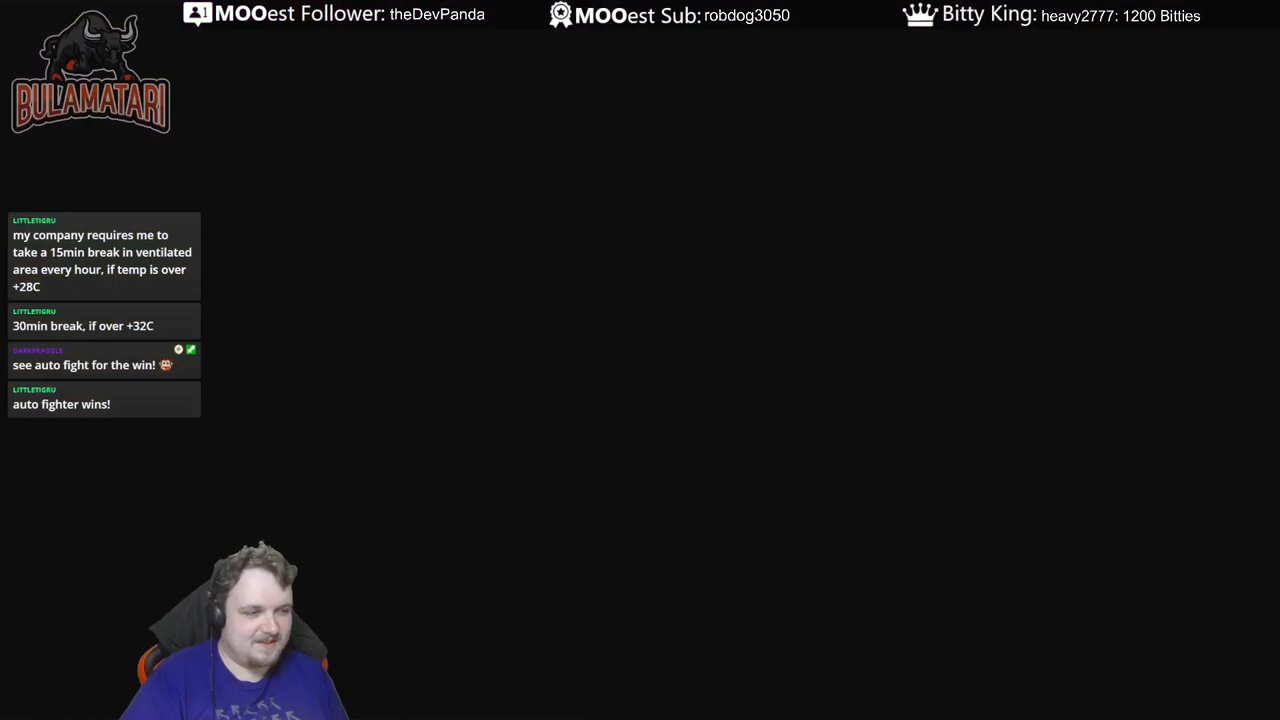 MOOest Follower: theDevPanda
MOOest Sub: robdog3050
Bitty King: heavy2777: 1200 Bitties
BULAMATARI
LITTLETIGRU
my company requires me to
take a 15min break in ventilated
area every hour, if temp is over
+28C
LITTLETIGRU
30min break, if over +32C
DARKFRAGGLE
see auto fight for the win!
LITTLETIGRU
auto fighter wins!